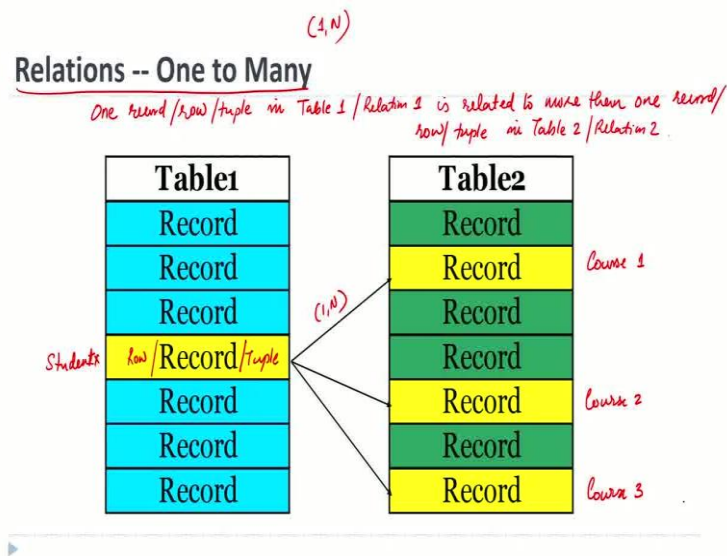 (1,N)
Relations -- One to Many
One record/row/tuple in Table 1/Relation 1 is related to more than one record/
row/tuple in Table 2/Relation 2.
Table1
Table2
Record
Record
Record
Record
Course 1
Record
Record
(1,N)
Students
Row/Record/Tuple
Record
Record
Record
Course 2
Record
Record
Record
Record
Course 3